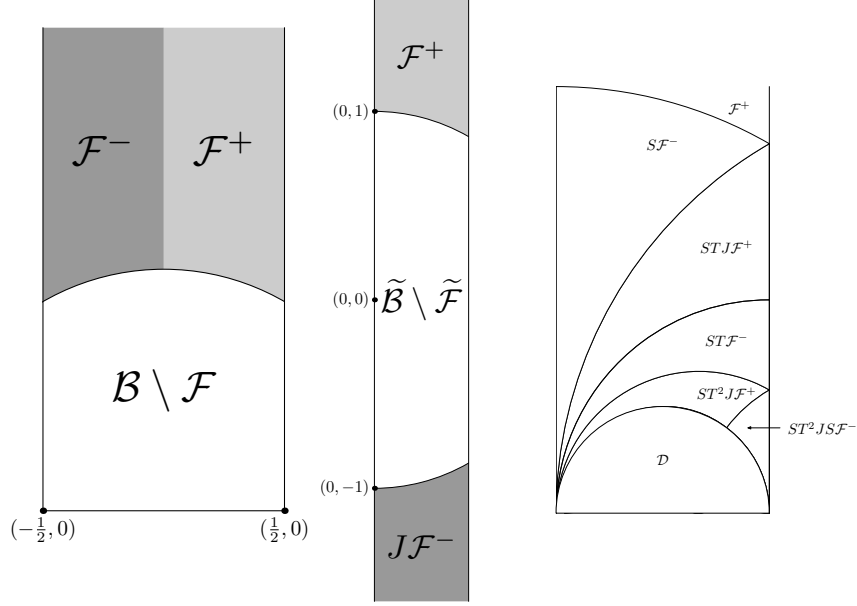 𝓕⁻
𝓕⁺
𝓑 \ 𝓕
(-½, 0)
(½, 0)
𝓕⁺
(0, 1)
(0, 0)
𝓑̃ \ 𝓕̃
(0, −1)
J𝓕⁻
𝓕⁺
S𝓕⁻
STJ𝓕⁺
ST𝓕⁻
ST²J𝓕⁺
ST²JS𝓕⁻
𝓓